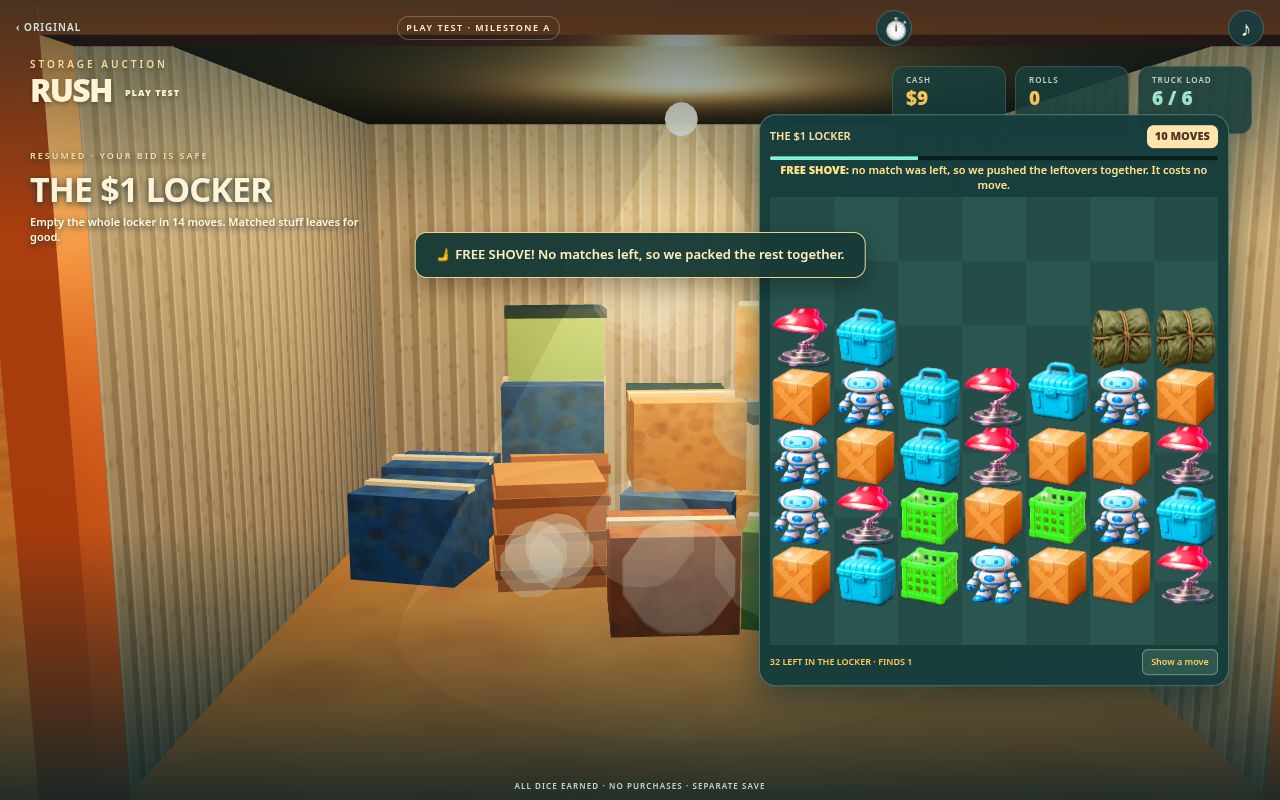 ‹ ORIGINAL
PLAY TEST · MILESTONE A
STORAGE AUCTION
RUSH PLAY TEST
CASH
$9
ROLLS
0
TRUCK LOAD
6 / 6
RESUMED · YOUR BID IS SAFE
THE $1 LOCKER
Empty the whole locker in 14 moves. Matched stuff leaves for
good.
THE $1 LOCKER
10 MOVES
FREE SHOVE: no match was left, so we pushed the leftovers together. It costs no
move.
FREE SHOVE! No matches left, so we packed the rest together.
32 LEFT IN THE LOCKER · FINDS 1
Show a move
ALL DICE EARNED · NO PURCHASES · SEPARATE SAVE